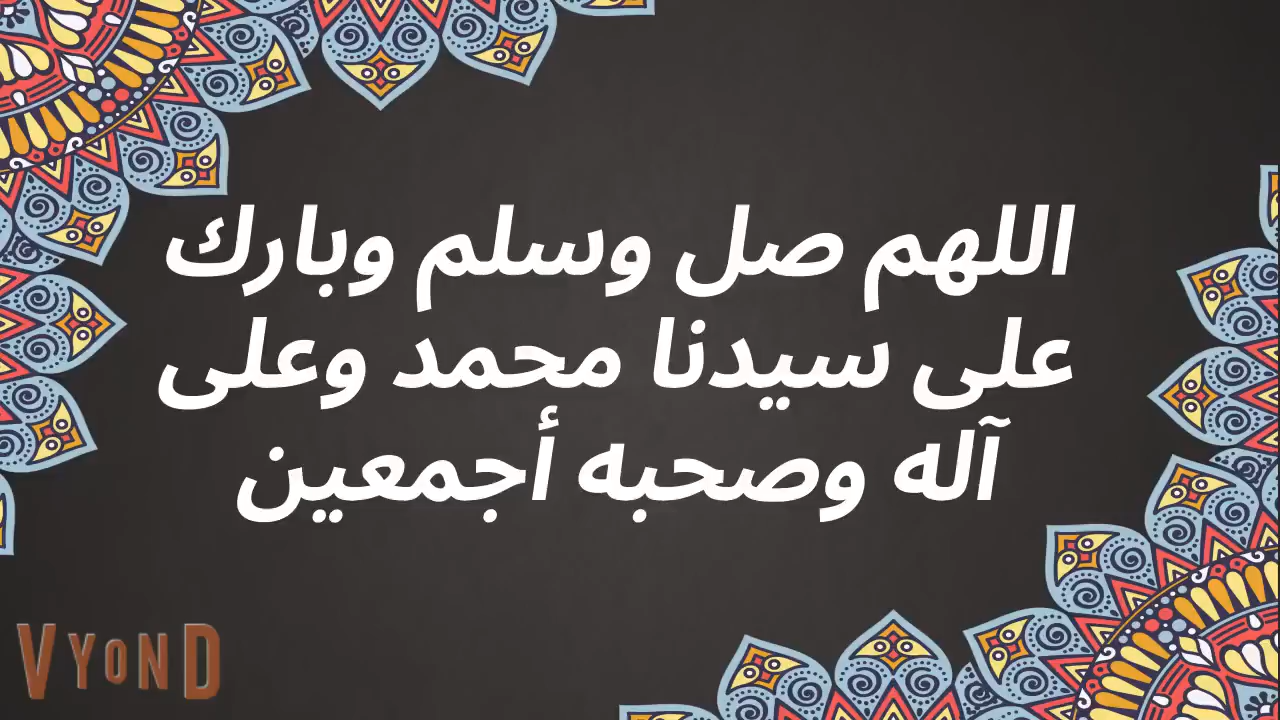 اللهم صل وسلم وبارك
على سيدنا محمد وعلى
آله وصحبه أجمعين
VYOND